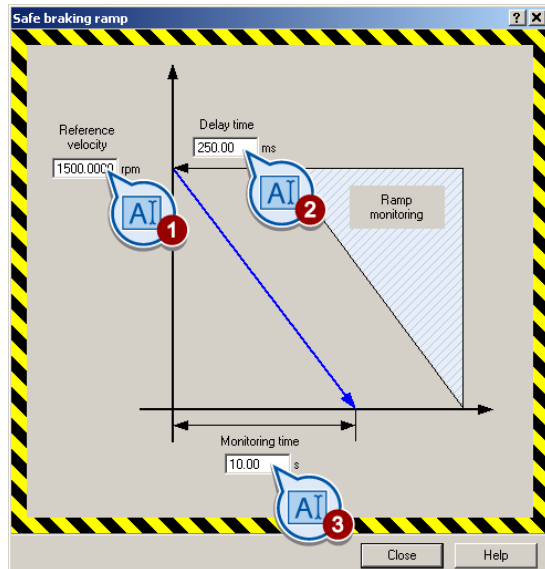 Safe braking ramp
Reference
velocity
1500.0000 rpm
Delay time
250.00 ms
Ramp
monitoring
AI 1
AI 2
Monitoring time
10.00 s
AI 3
Close
Help